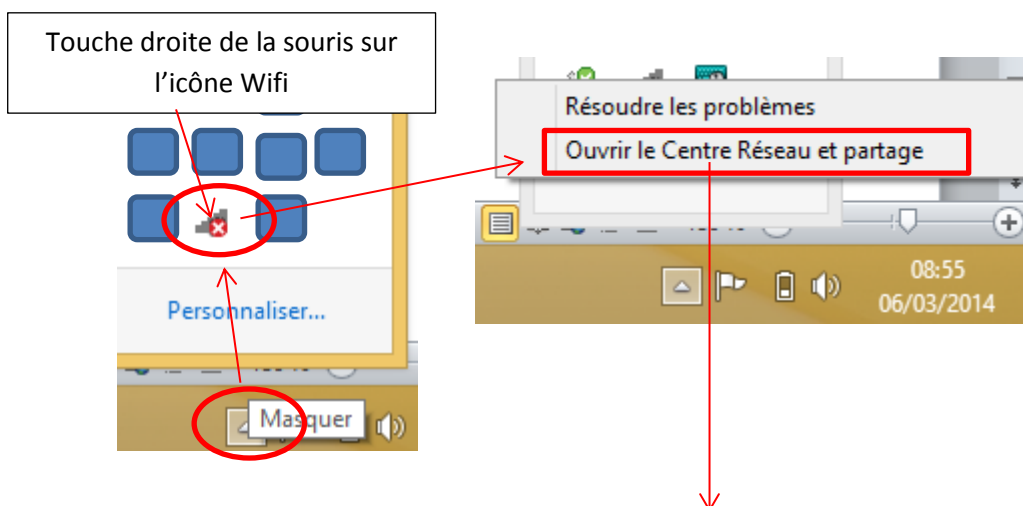 Touche droite de la souris sur
l’icône Wifi
Résoudre les problèmes
Ouvrir le Centre Réseau et partage
Personnaliser...
08:55
06/03/2014
Masquer